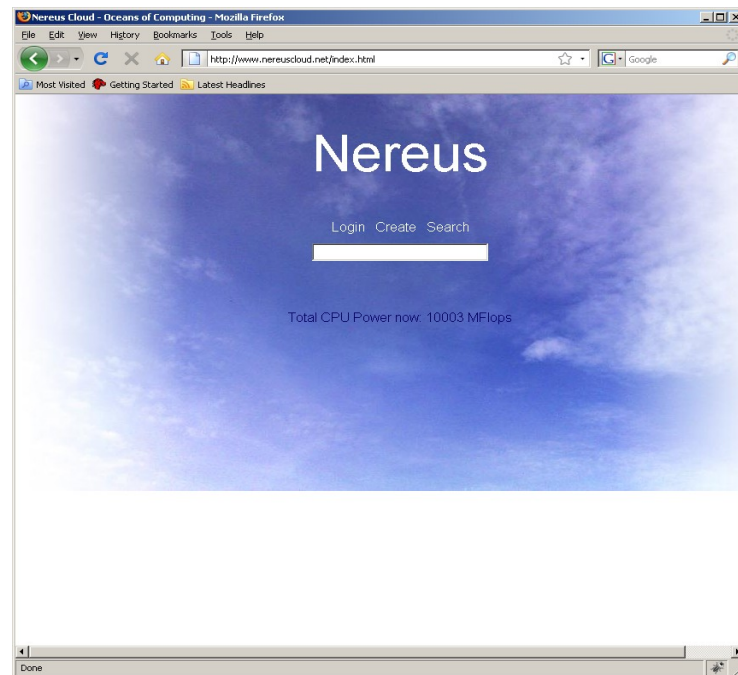 Nereus Cloud - Oceans of Computing - Mozilla Firefox
File Edit View History Bookmarks Tools Help
http://www.nereuscloud.net/index.html G Google
Most Visited Getting Started Latest Headlines
Nereus
Login Create Search
Total CPU Power now: 10003 MFlops
Done